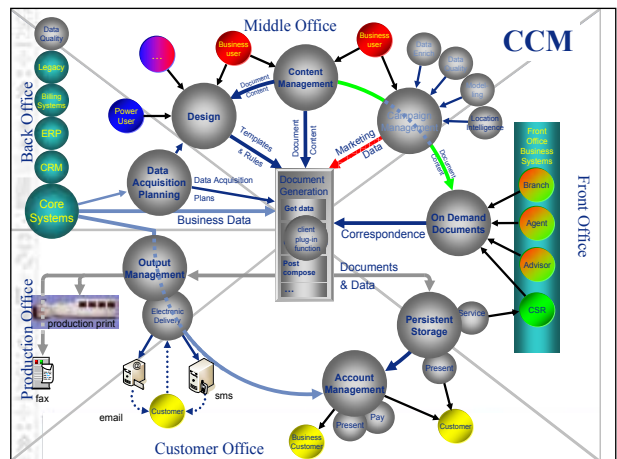 Middle Office
CCM
Data
Quality
Legacy
Billing
Systems
ERP
CRM
Core
Systems
Back Office
...
Power
User
Business
user
Business
user
Design
Content
Management
Document
Content
Campaign
Management
Data
Enrich
Data
Location
Intelligence
Templates
& Rules
Document
Content
Marketing
Data
Document
Content
Data
Acquisition
Planning
Data Acquisition
Plans
Business Data
Document
Generation
Get data
client
plug-in
function
Post
compose
...
Correspondence
On Demand
Documents
Front
Office
Business
Systems
Branch
Agent
Advisor
CSR
Front Office
Output
Management
Electronic
Delivery
Documents
& Data
Persistent
Storage
Service
Present
Production Office
production print
fax
@
email
sms
Customer
Account
Management
Present
Pay
Business
Customer
Customer
Customer Office